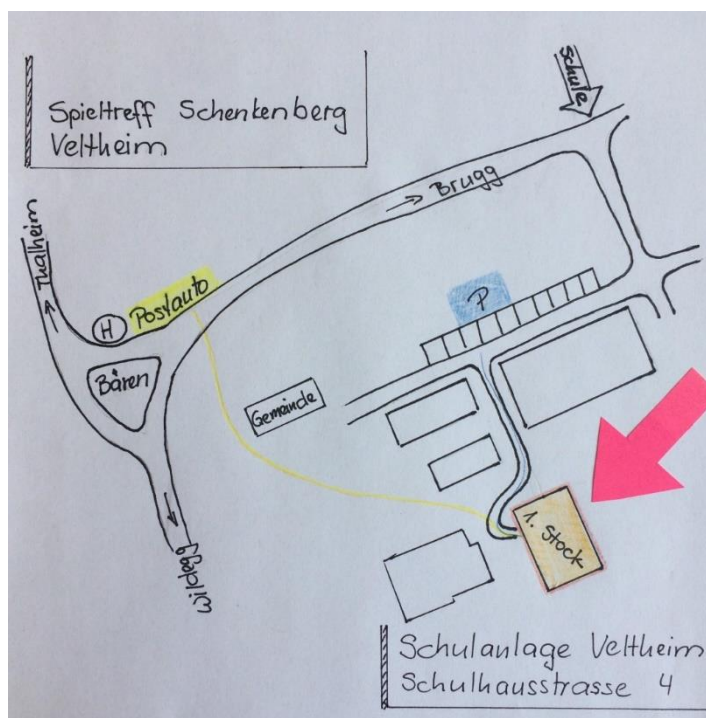 Spieltreff Schenkenberg
Veltheim
Schule
Brugg
Thalheim
Postauto
H
P
Bären
Gemeinde
1. Stock
Wildegg
Schulanlage Veltheim
Schulhausstrasse 4